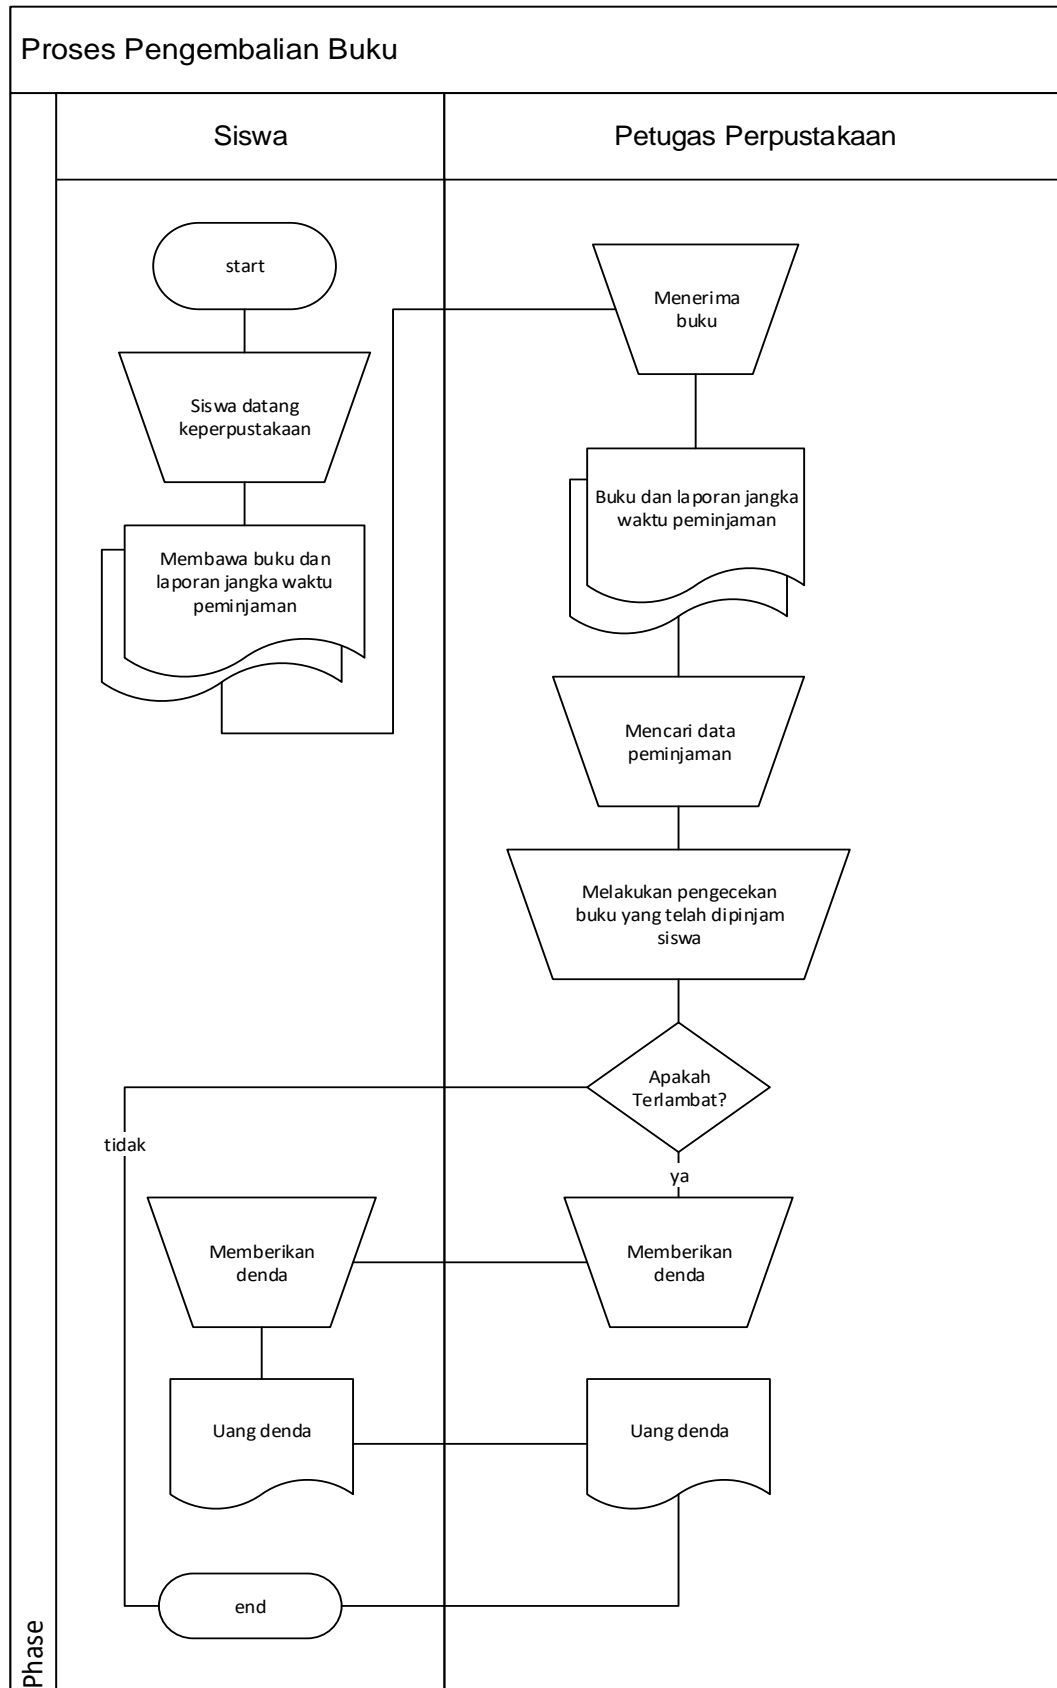 Proses Pengembalian Buku
Siswa
Petugas Perpustakaan
start
Siswa datang
keperpustakaan
Membawa buku dan
laporan jangka waktu
peminjaman
Menerima
buku
Buku dan laporan jangka
waktu peminjaman
Mencari data
peminjaman
Melakukan pengecekan
buku yang telah dipinjam
siswa
Apakah
Terlambat?
tidak
ya
Memberikan
denda
Memberikan
denda
Uang denda
Uang denda
end
Phase